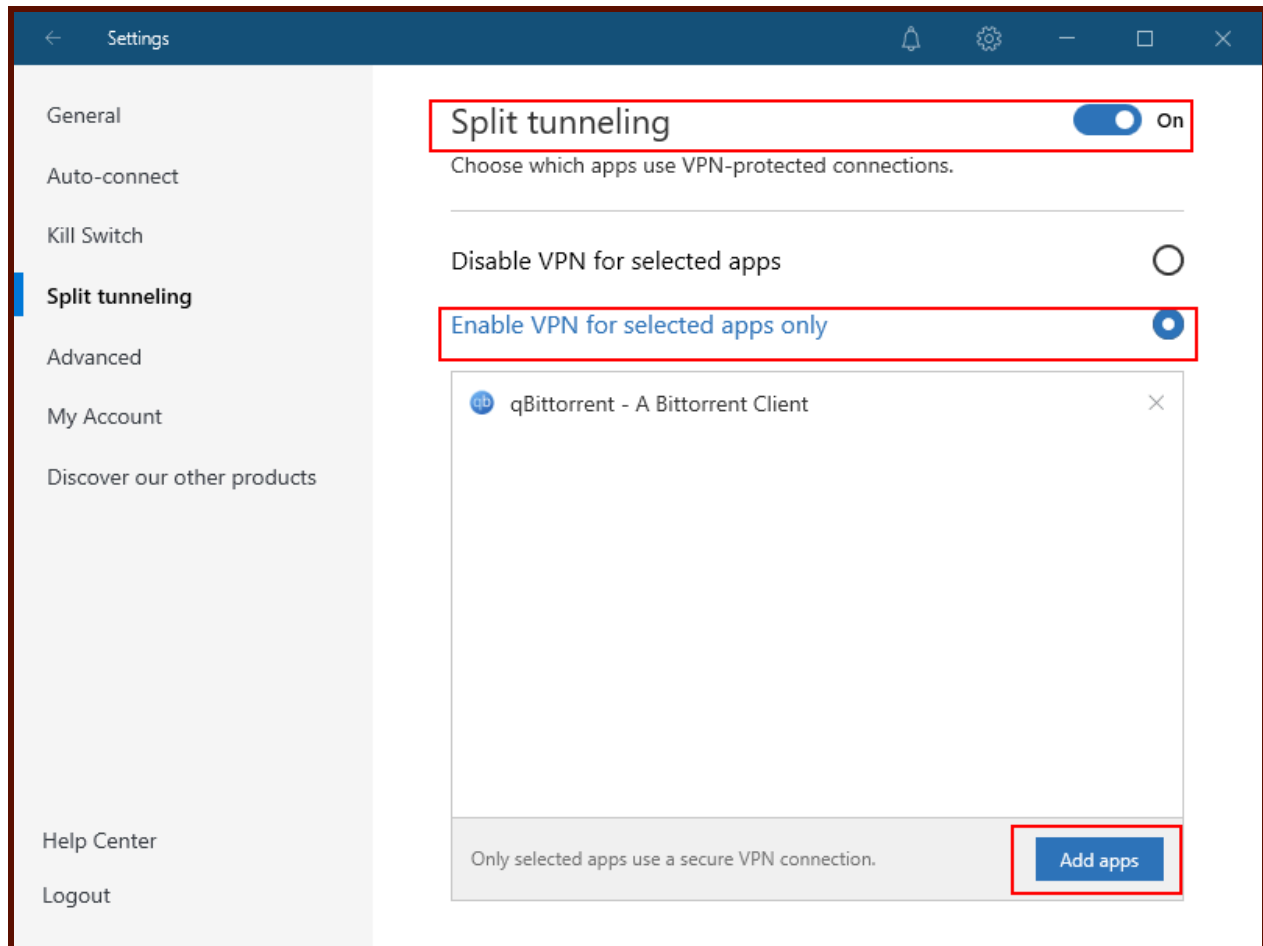 Settings
General
Auto-connect
Kill Switch
Split tunneling
Advanced
My Account
Discover our other products
Help Center
Logout
Split tunneling
On
Choose which apps use VPN-protected connections.
Disable VPN for selected apps
Enable VPN for selected apps only
qb qBittorrent - A Bittorrent Client
Only selected apps use a secure VPN connection.
Add apps